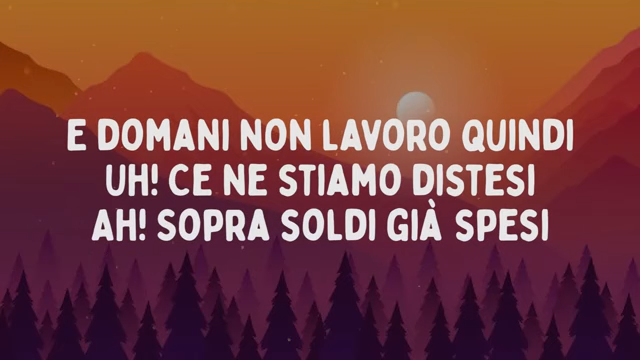 E DOMANI NON LAVORO QUINDI
UH! CE NE STIAMO DISTESI
AH! SOPRA SOLDI GIÀ SPESI